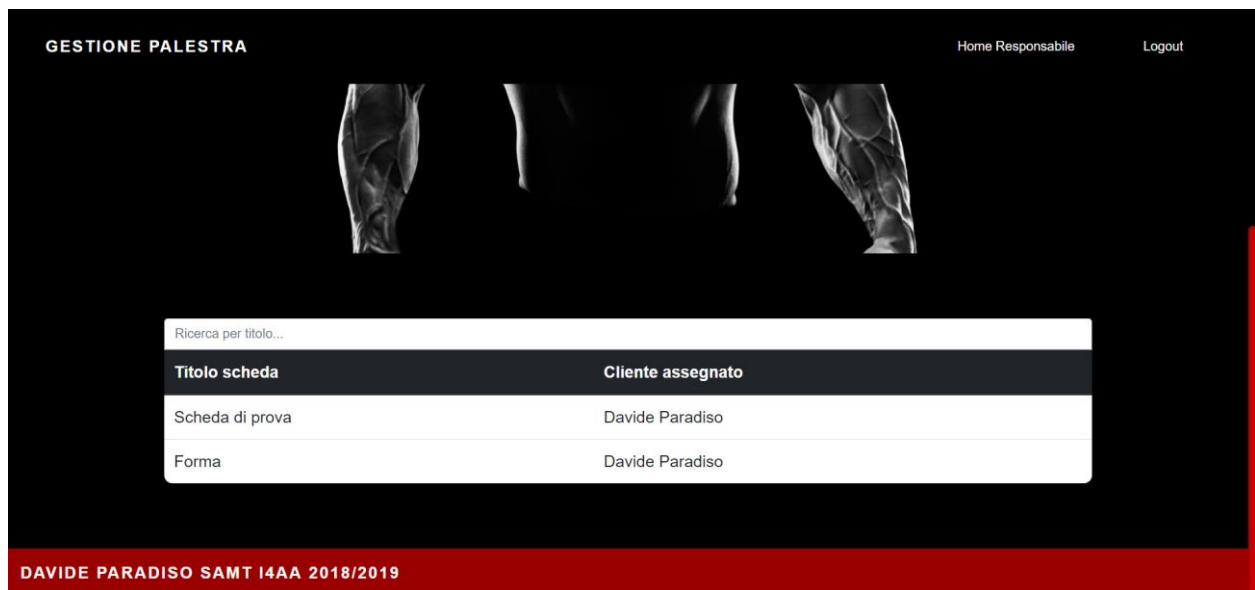 GESTIONE PALESTRA Home Responsabile Logout
Ricerca per titolo...
Titolo scheda Cliente assegnato
Scheda di prova Davide Paradiso
Forma Davide Paradiso
DAVIDE PARADISO SAMT I4AA 2018/2019